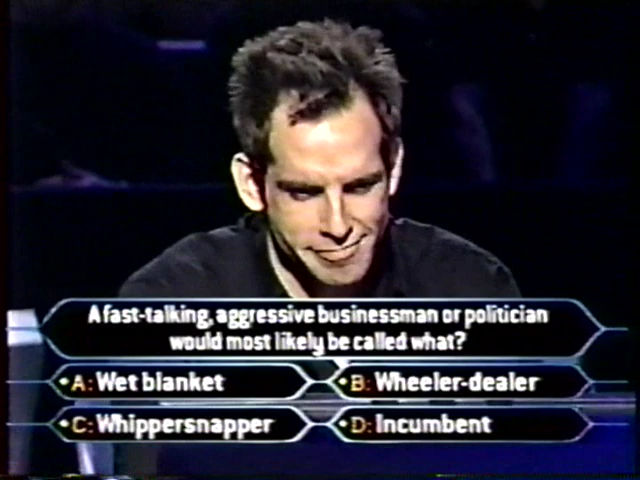 A fast-talking, aggressive businessman or politician
would most likely be called what?
A: Wet blanket
B: Wheeler-dealer
C: Whippersnapper
D: Incumbent